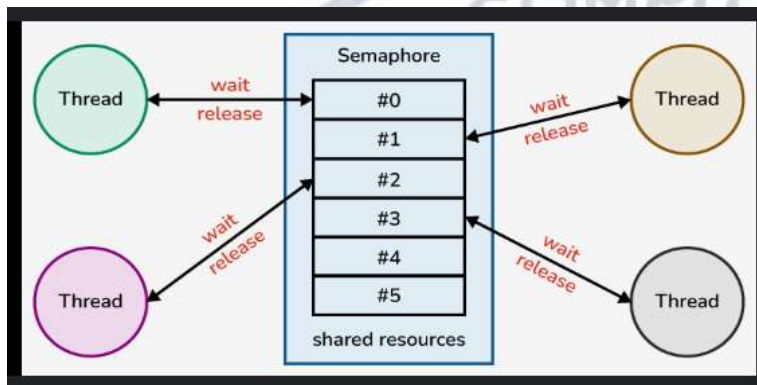 Semaphore
Thread
wait
release
#0
#1
wait
release
Thread
#2
wait
release
#3
wait
release
#4
Thread
#5
Thread
shared resources